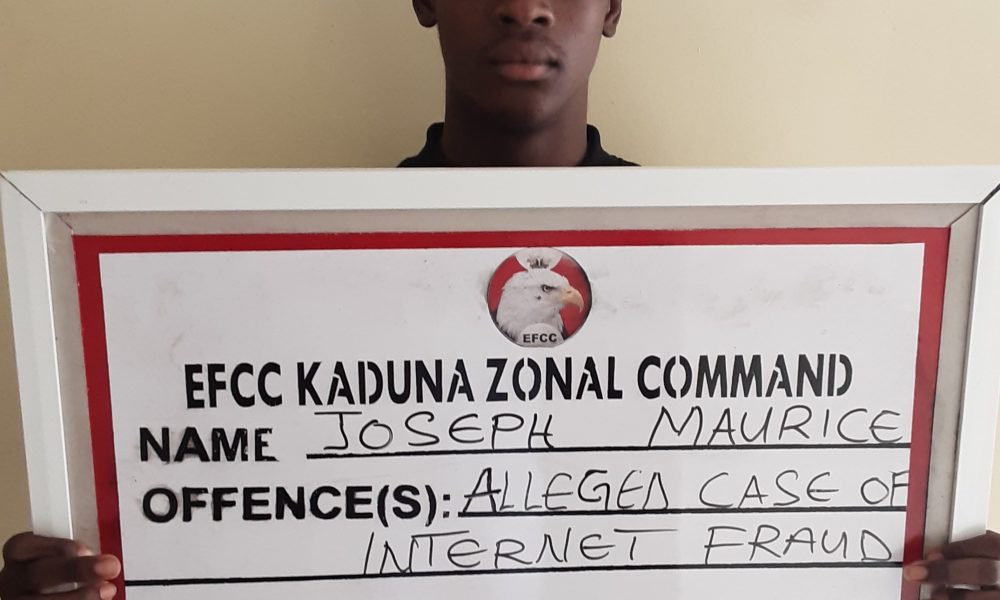 EFCC
EFCC KADUNA ZONAL COMMAND
NAME JOSEPH MAURICE
OFFENCE(S): ALLEGED CASE OF
INTERNET FRAUD